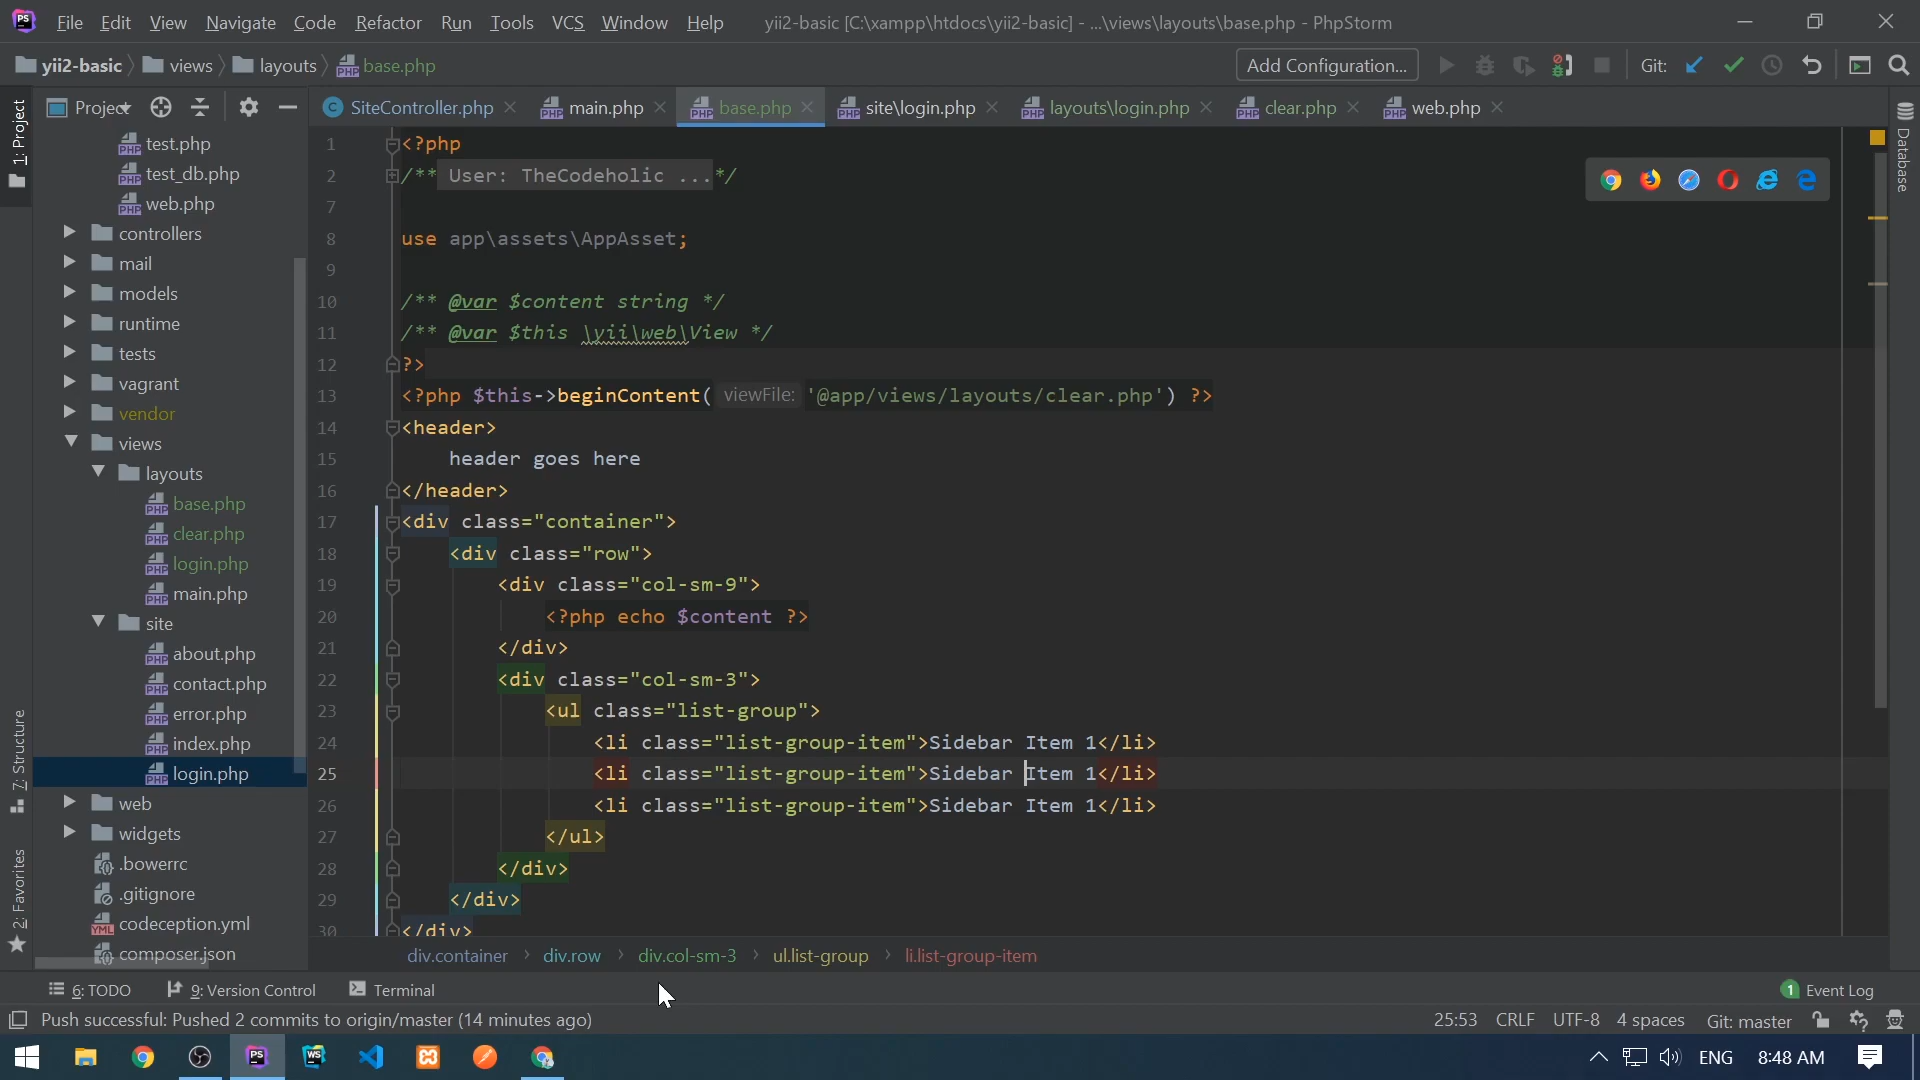 File Edit View Navigate Code Refactor Run Tools VCS Window Help yii2-basic [C:\xampp\htdocs\yii2-basic] - ...\views\layouts\base.php - PhpStorm
yii2-basic views layouts base.php Add Configuration... Git:
1: Project
Project
SiteController.php main.php base.php site\login.php layouts\login.php clear.php web.php
test.php
test_db.php
web.php
controllers
mail
models
runtime
tests
vagrant
vendor
views
layouts
base.php
clear.php
login.php
main.php
site
about.php
contact.php
error.php
index.php
login.php
web
widgets
.bowerrc
.gitignore
codeception.yml
composer.json
7: Structure
2: Favorites
1 <?php
2 /** User: TheCodeholic ...*/
7
8 use app\assets\AppAsset;
9
10 /** @var $content string */
11 /** @var $this \yii\web\View */
12 ?>
13 <?php $this->beginContent( viewFile: '@app/views/layouts/clear.php') ?>
14 <header>
15 header goes here
16 </header>
17 <div class="container">
18 <div class="row">
19 <div class="col-sm-9">
20 <?php echo $content ?>
21 </div>
22 <div class="col-sm-3">
23 <ul class="list-group">
24 <li class="list-group-item">Sidebar Item 1</li>
25 <li class="list-group-item">Sidebar Item 1</li>
26 <li class="list-group-item">Sidebar Item 1</li>
27 </ul>
28 </div>
29 </div>
30 </div>
Database
div.container › div.row › div.col-sm-3 › ul.list-group › li.list-group-item
6: TODO 9: Version Control Terminal 1 Event Log
Push successful: Pushed 2 commits to origin/master (14 minutes ago) 25:53 CRLF UTF-8 4 spaces Git: master
ENG 8:48 AM